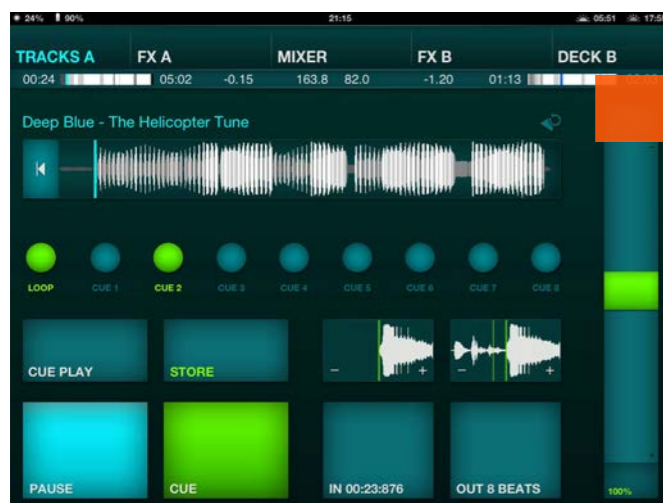 24% 90% 21:15 05:51
TRACKS A FX A MIXER FX B DECK B
00:24 05:02 -0.15 163.8 82.0 -1.20 01:13
Deep Blue - The Helicopter Tune
LOOP CUE 1 CUE 2 CUE 3 CUE 4 CUE 5 CUE 6 CUE 7 CUE 8
- + - +
CUE PLAY STORE
PAUSE CUE IN 00:23:876 OUT 8 BEATS
100%